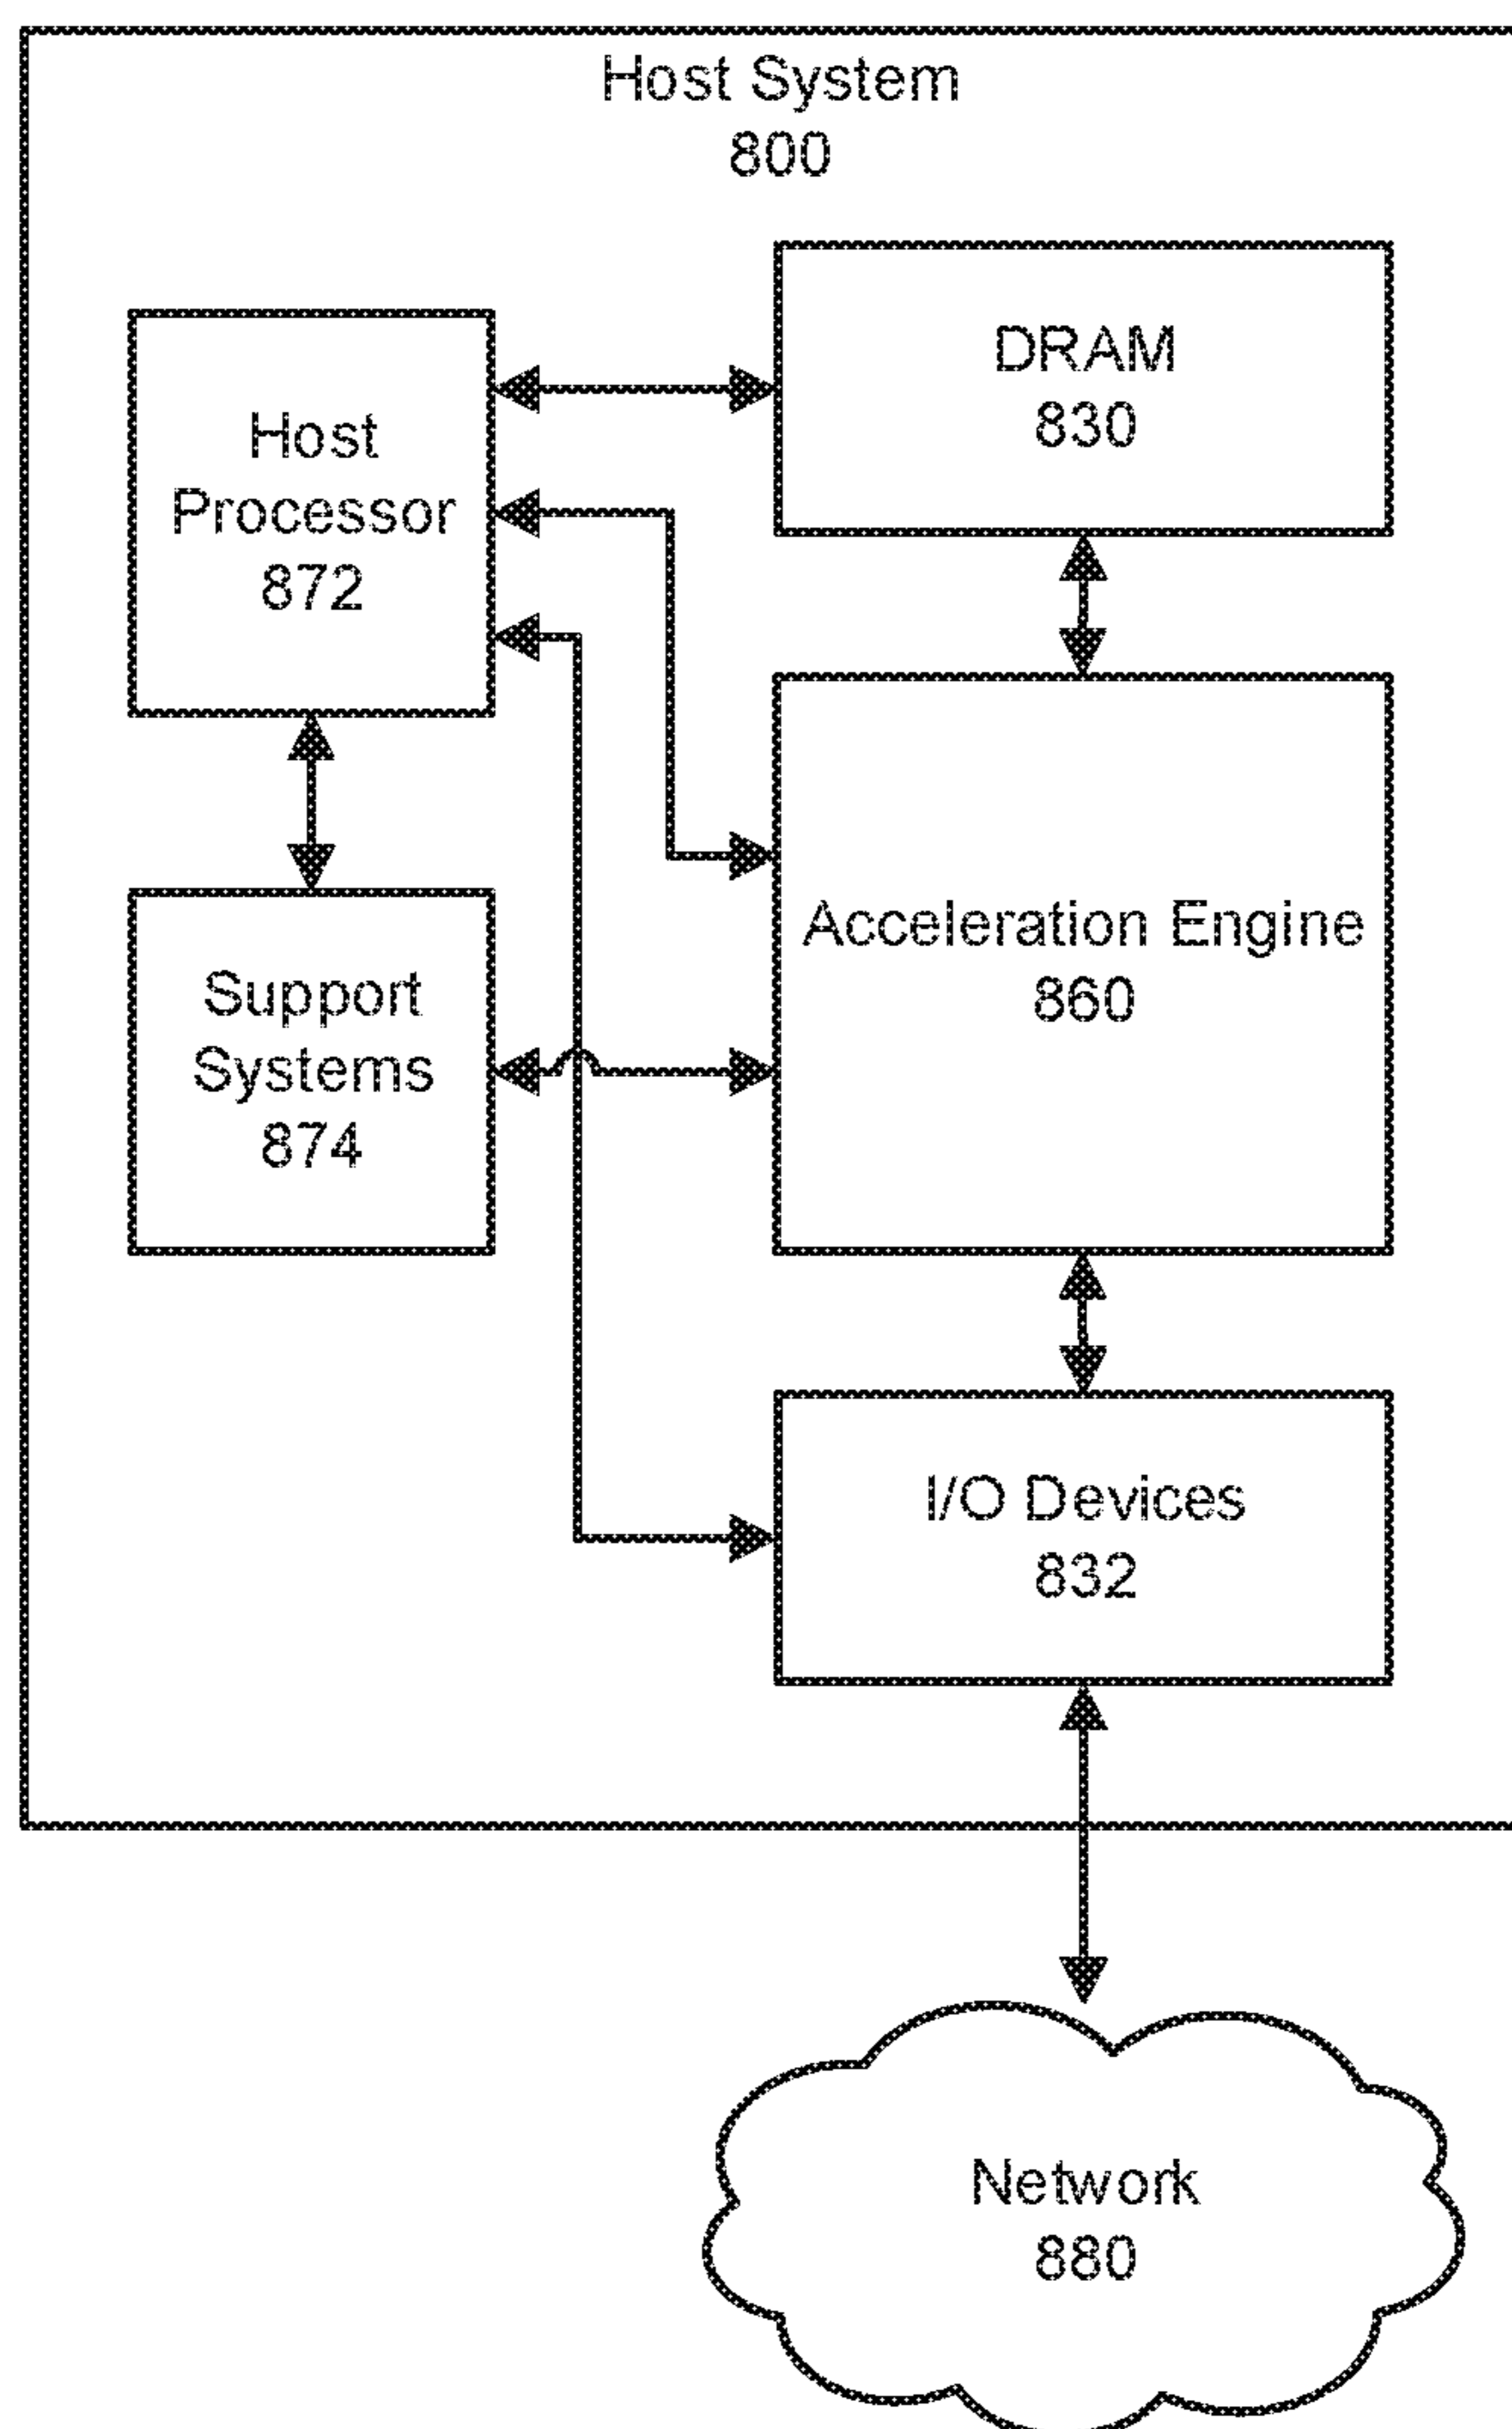 Host System
800
DRAM
830
Host
Processor
872
Acceleration Engine
860
Support
Systems
874
I/O Devices
832
Network
880